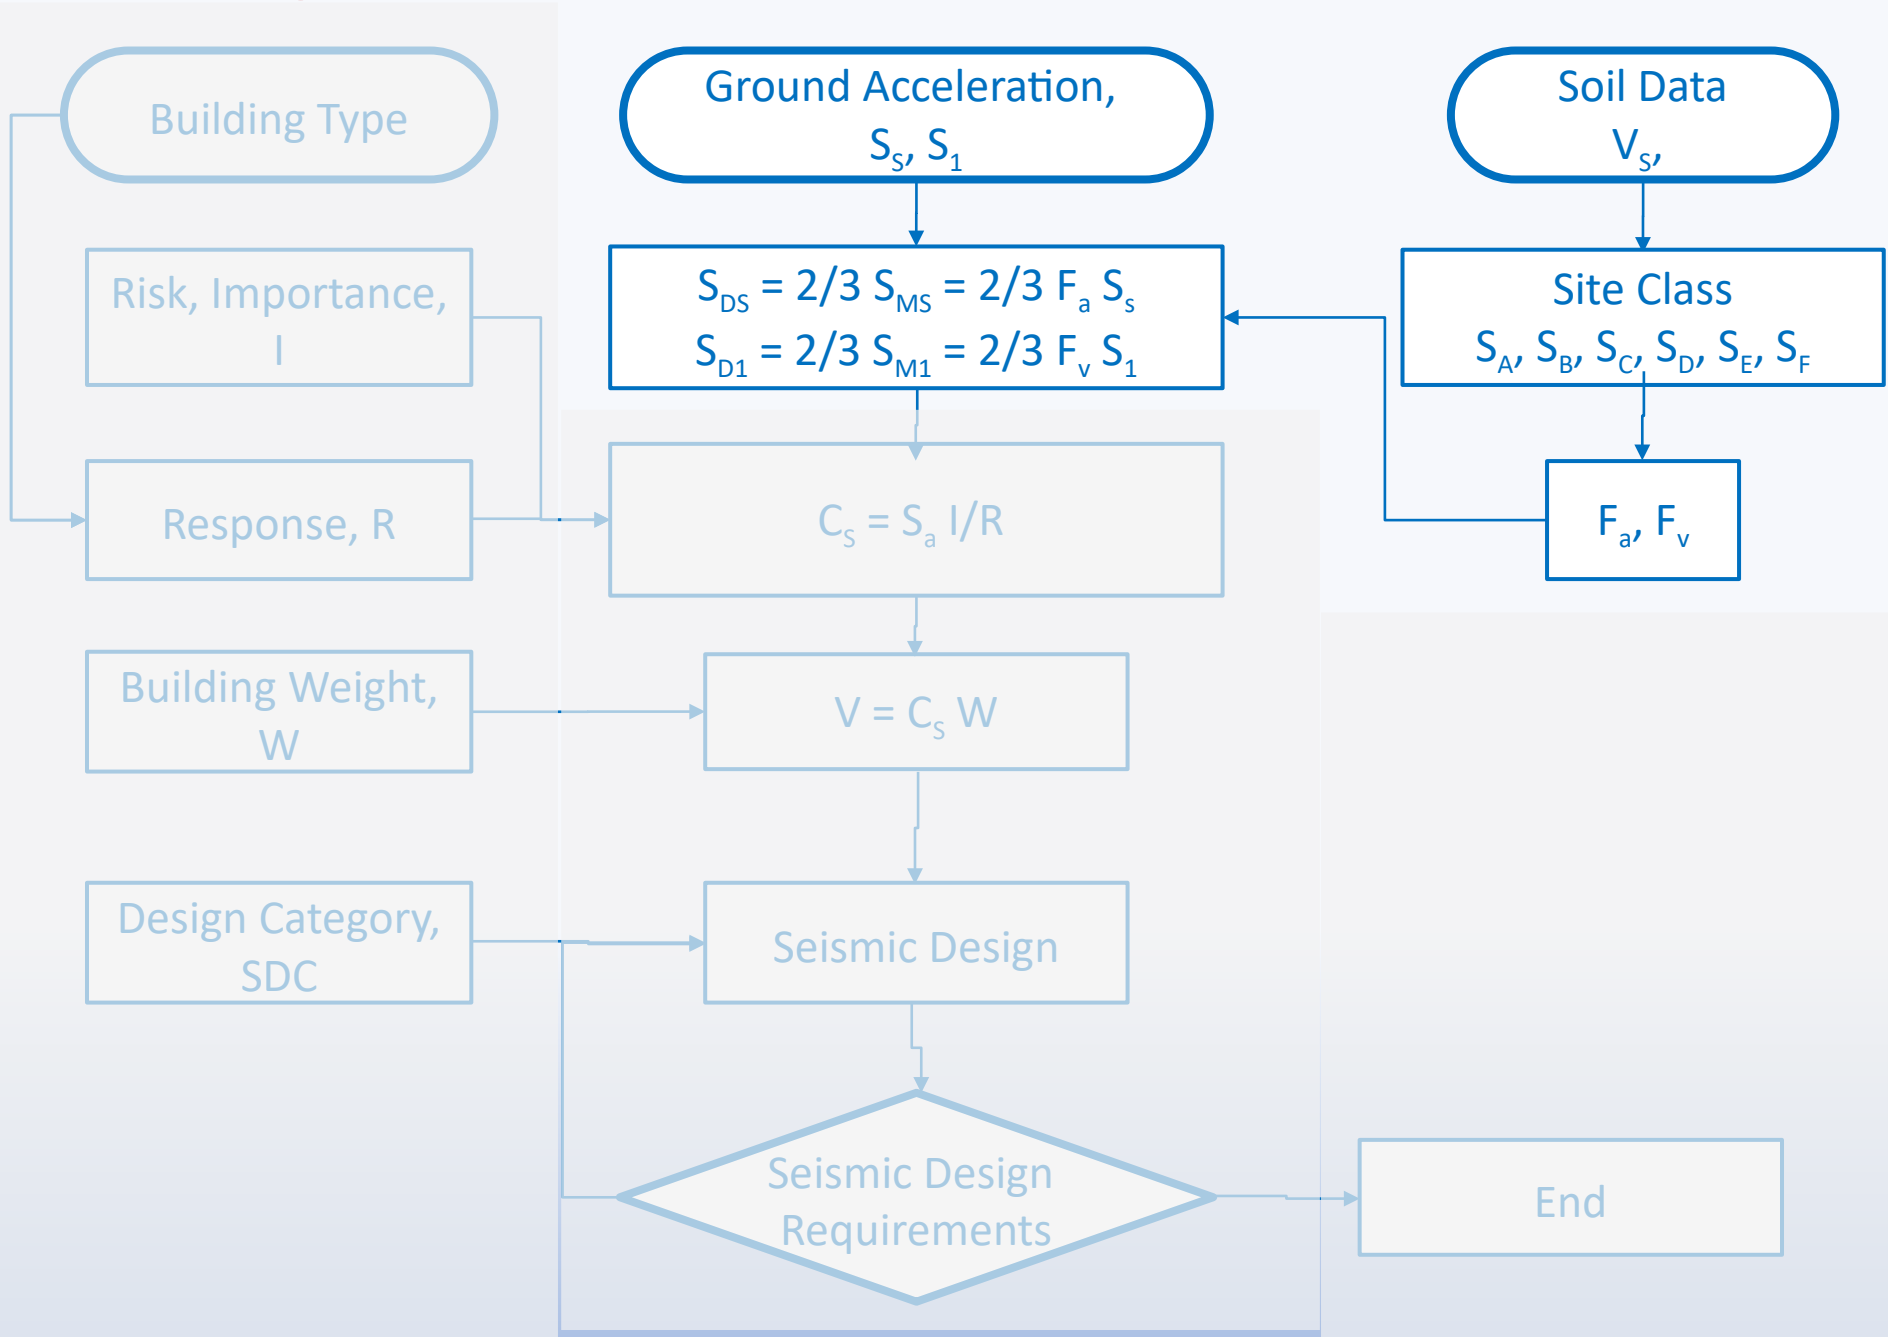 Building Type
Ground Acceleration,
S_S, S_1
Soil Data
V_S,
Risk, Importance,
I
S_DS = 2/3 S_MS = 2/3 F_a S_s
S_D1 = 2/3 S_M1 = 2/3 F_v S_1
Site Class
S_A, S_B, S_C, S_D, S_E, S_F
Response, R
C_S = S_a I/R
F_a, F_v
Building Weight,
W
V = C_S W
Design Category,
SDC
Seismic Design
Seismic Design
Requirements
End